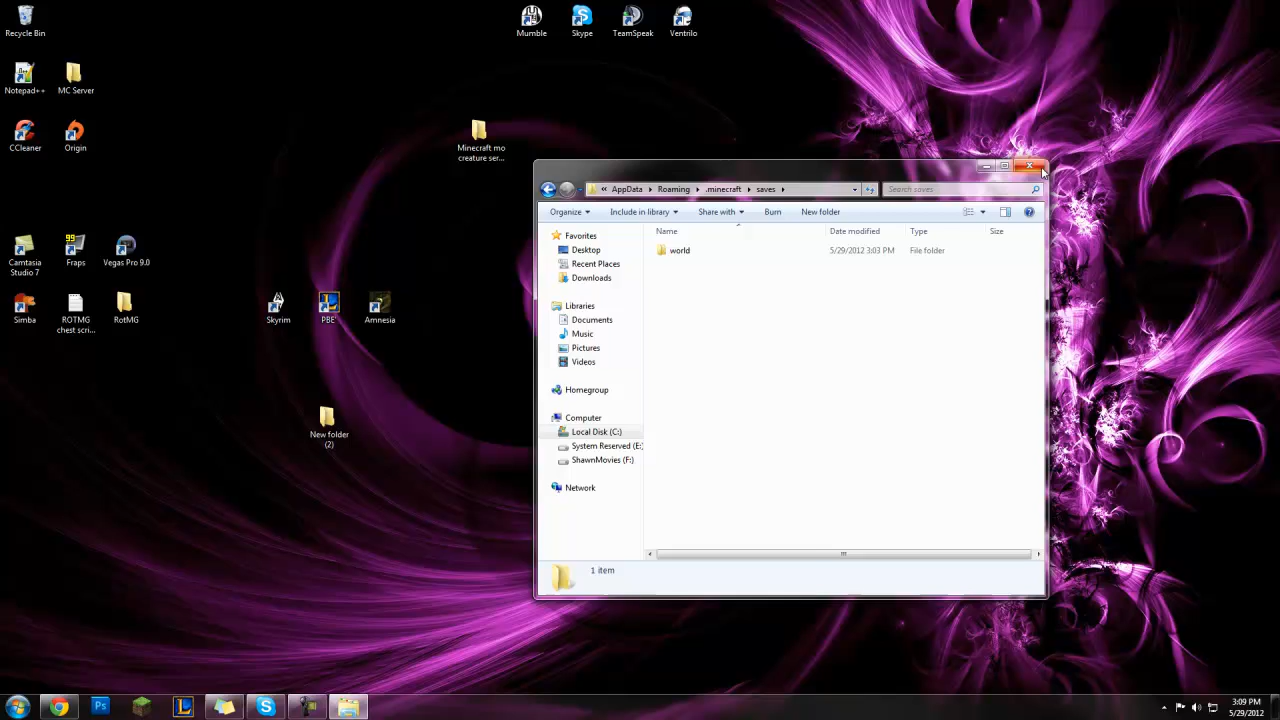 Recycle Bin
Mumble
Skype
TeamSpeak
Ventrilo
Notepad++
MC Server
CCleaner
Origin
Minecraft mo
creature ser...
Camtasia
Studio 7
Fraps
99
Vegas Pro 9.0
Simba
ROTMG
chest scri...
RotMG
Skyrim
PBE
Amnesia
New folder
(2)
« AppData Roaming .minecraft saves
Search saves
Organize Include in library Share with Burn New folder
Name Date modified Type Size
world 5/29/2012 3:03 PM File folder
Favorites
Desktop
Recent Places
Downloads
Libraries
Documents
Music
Pictures
Videos
Homegroup
Computer
Local Disk (C:)
System Reserved (E:
ShawnMovies (F:)
Network
1 item
Ps
L
S
3:09 PM
5/29/2012